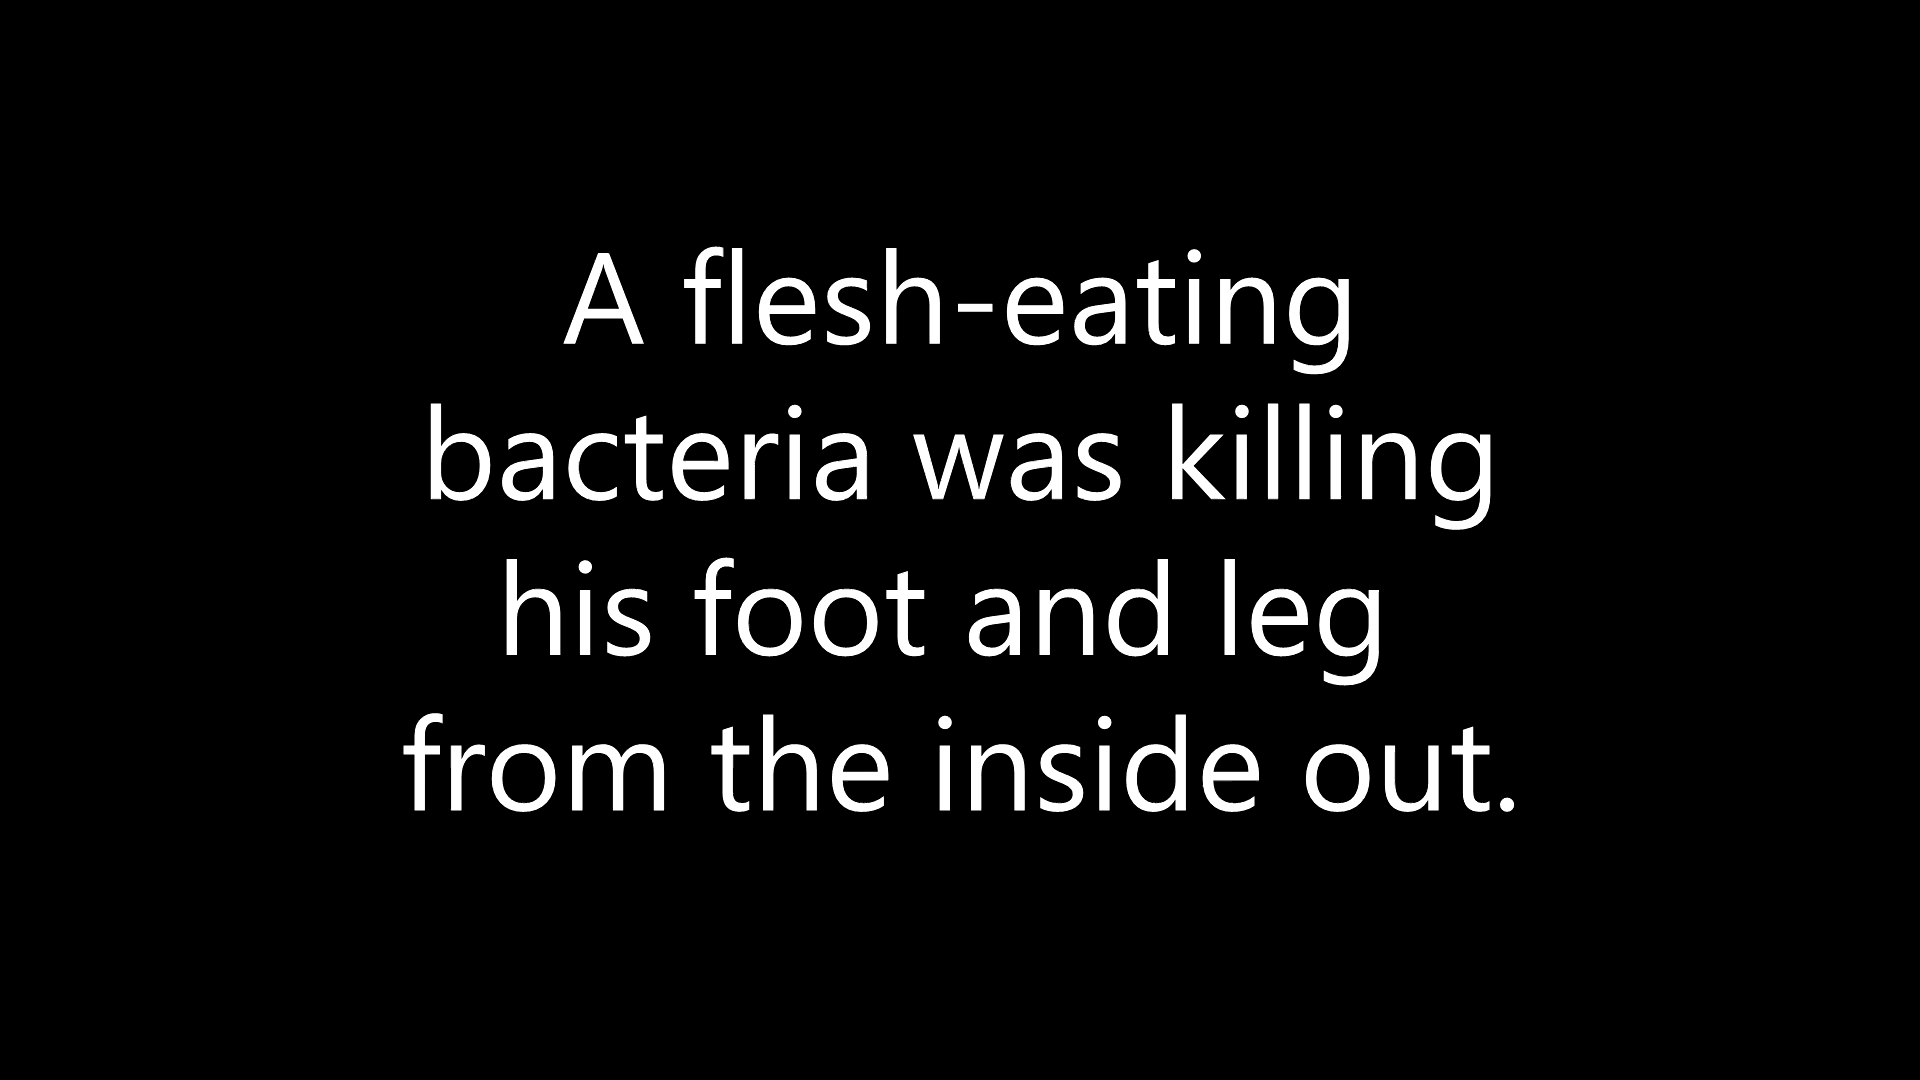 A flesh-eating
bacteria was killing
his foot and leg
from the inside out.